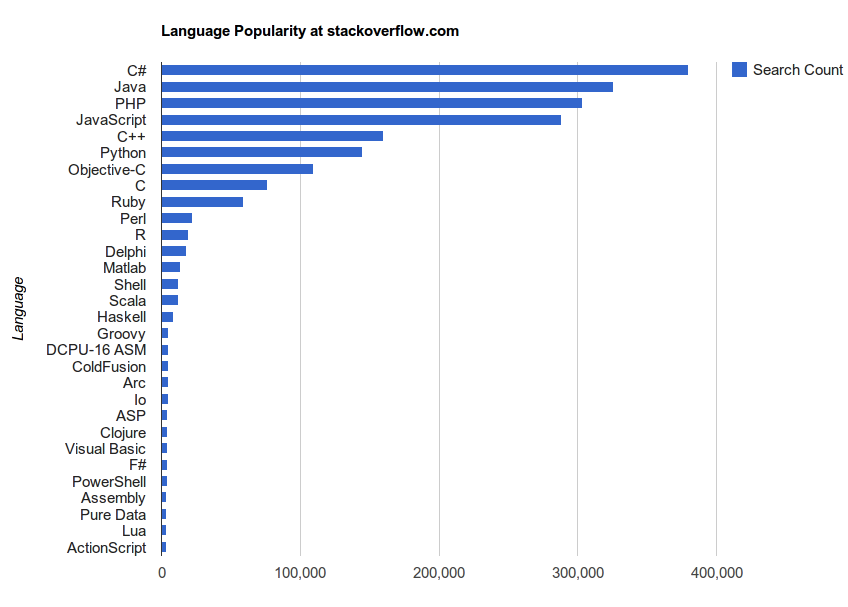 Language Popularity at stackoverflow.com
Search Count
Language
C#
Java
PHP
JavaScript
C++
Python
Objective-C
C
Ruby
Perl
R
Delphi
Matlab
Shell
Scala
Haskell
Groovy
DCPU-16 ASM
ColdFusion
Arc
Io
ASP
Clojure
Visual Basic
F#
PowerShell
Assembly
Pure Data
Lua
ActionScript
0 100,000 200,000 300,000 400,000